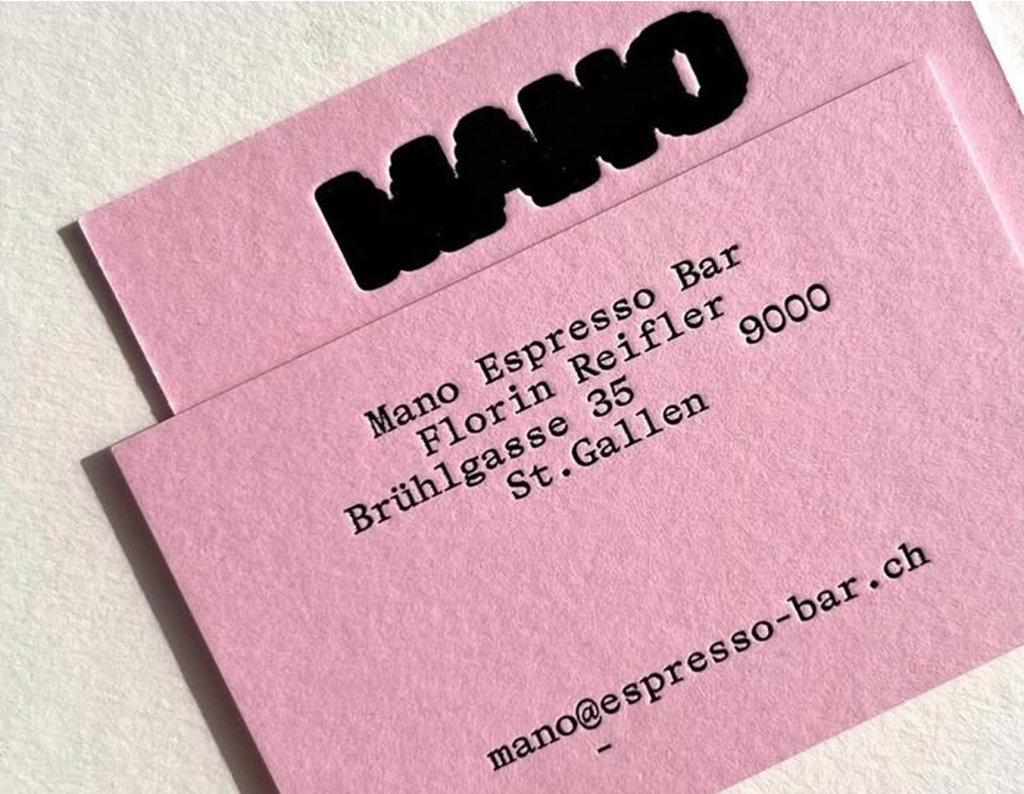 MANO
Mano Espresso Bar
Florin Reifler
Brühlgasse 35 9000
St.Gallen
mano@espresso-bar.ch
-